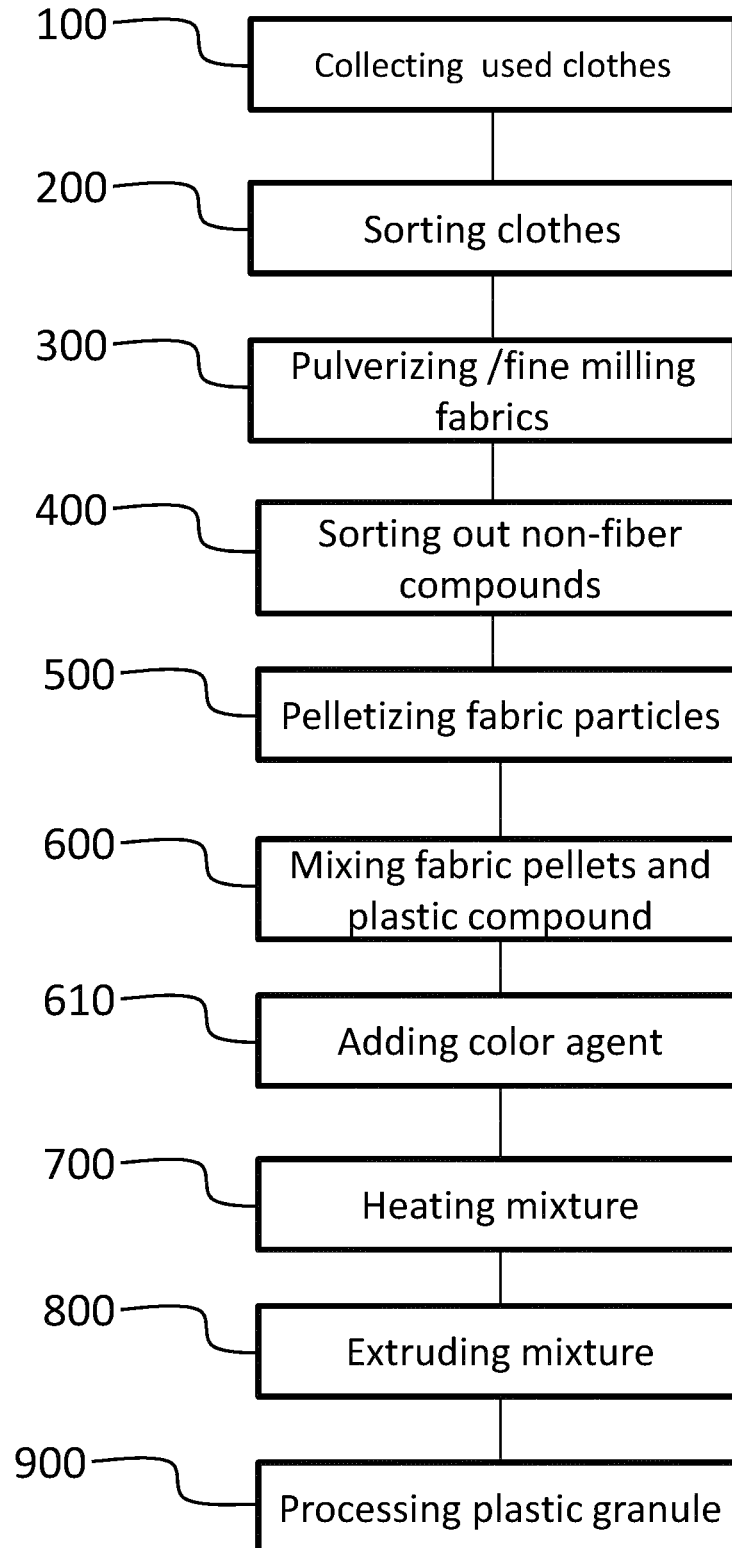 100
Collecting used clothes
200
Sorting clothes
300
Pulverizing /fine milling
fabrics
400
Sorting out non-fiber
compounds
500
Pelletizing fabric particles
600
Mixing fabric pellets and
plastic compound
610
Adding color agent
700
Heating mixture
800
Extruding mixture
900
Processing plastic granule